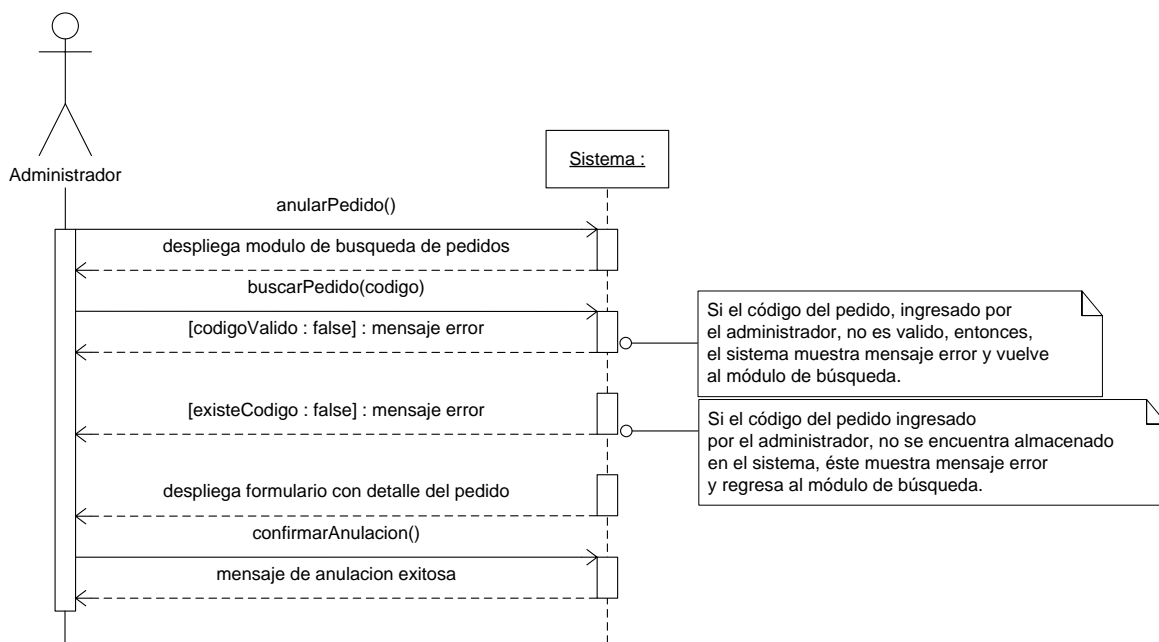 Administrador
Sistema :
anularPedido()
despliega modulo de busqueda de pedidos
buscarPedido(codigo)
[codigoValido : false] : mensaje error
Si el código del pedido, ingresado por
el administrador, no es valido, entonces,
el sistema muestra mensaje error y vuelve
al módulo de búsqueda.
[existeCodigo : false] : mensaje error
Si el código del pedido ingresado
por el administrador, no se encuentra almacenado
en el sistema, éste muestra mensaje error
y regresa al módulo de búsqueda.
despliega formulario con detalle del pedido
confirmarAnulacion()
mensaje de anulacion exitosa